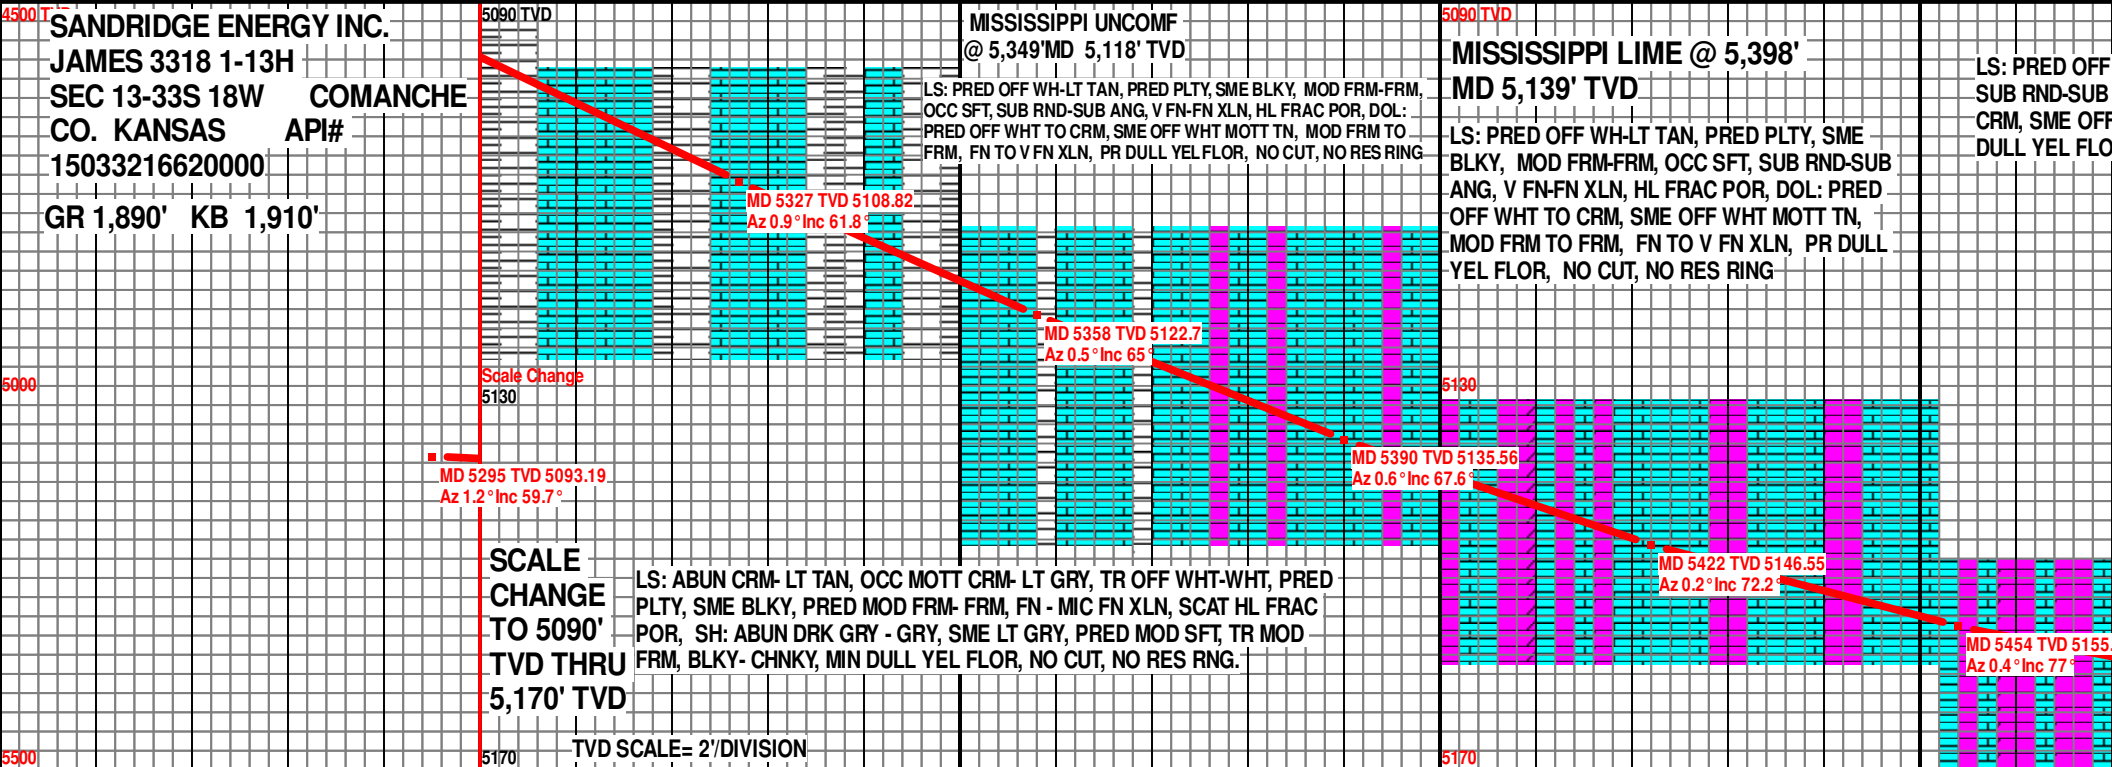 4500 TVD
SANDRIDGE ENERGY INC.
JAMES 3318 1-13H
SEC 13-33S 18W COMANCHE
CO. KANSAS API#
15033216620000
GR 1,890' KB 1,910'
5000
5500
5090 TVD
MD 5327 TVD 5108.82
Az 0.9° Inc 61.8°
Scale Change
5130
MD 5295 TVD 5093.19
Az 1.2° Inc 59.7°
SCALE
CHANGE
TO 5090'
TVD THRU
5,170' TVD
LS: ABUN CRM- LT TAN, OCC MOTT CRM- LT GRY, TR OFF WHT-WHT, PRED
PLTY, SME BLKY, PRED MOD FRM- FRM, FN - MIC FN XLN, SCAT HL FRAC
POR, SH: ABUN DRK GRY - GRY, SME LT GRY, PRED MOD SFT, TR MOD
FRM, BLKY- CHNKY, MIN DULL YEL FLOR, NO CUT, NO RES RNG.
TVD SCALE= 2'/DIVISION
5170
MISSISSIPPI UNCOMF
@ 5,349'MD 5,118' TVD
LS: PRED OFF WH-LT TAN, PRED PLTY, SME BLKY, MOD FRM-FRM,
OCC SFT, SUB RND-SUB ANG, V FN-FN XLN, HL FRAC POR, DOL:
PRED OFF WHT TO CRM, SME OFF WHT MOTT TN, MOD FRM TO
FRM, FN TO V FN XLN, PR DULL YEL FLOR, NO CUT, NO RES RING
MD 5358 TVD 5122.7
Az 0.5° Inc 65°
MD 5390 TVD 5135.56
Az 0.6° Inc 67.6°
5090 TVD
MISSISSIPPI LIME @ 5,398'
MD 5,139' TVD
LS: PRED OFF WH-LT TAN, PRED PLTY, SME
BLKY, MOD FRM-FRM, OCC SFT, SUB RND-SUB
ANG, V FN-FN XLN, HL FRAC POR, DOL: PRED
OFF WHT TO CRM, SME OFF WHT MOTT TN,
MOD FRM TO FRM, FN TO V FN XLN, PR DULL
YEL FLOR, NO CUT, NO RES RING
5130
MD 5422 TVD 5146.55
Az 0.2° Inc 72.2°
5170
LS: PRED OFF
SUB RND-SUB
CRM, SME OFF
DULL YEL FLO
MD 5454 TVD 5155.
Az 0.4° Inc 77°